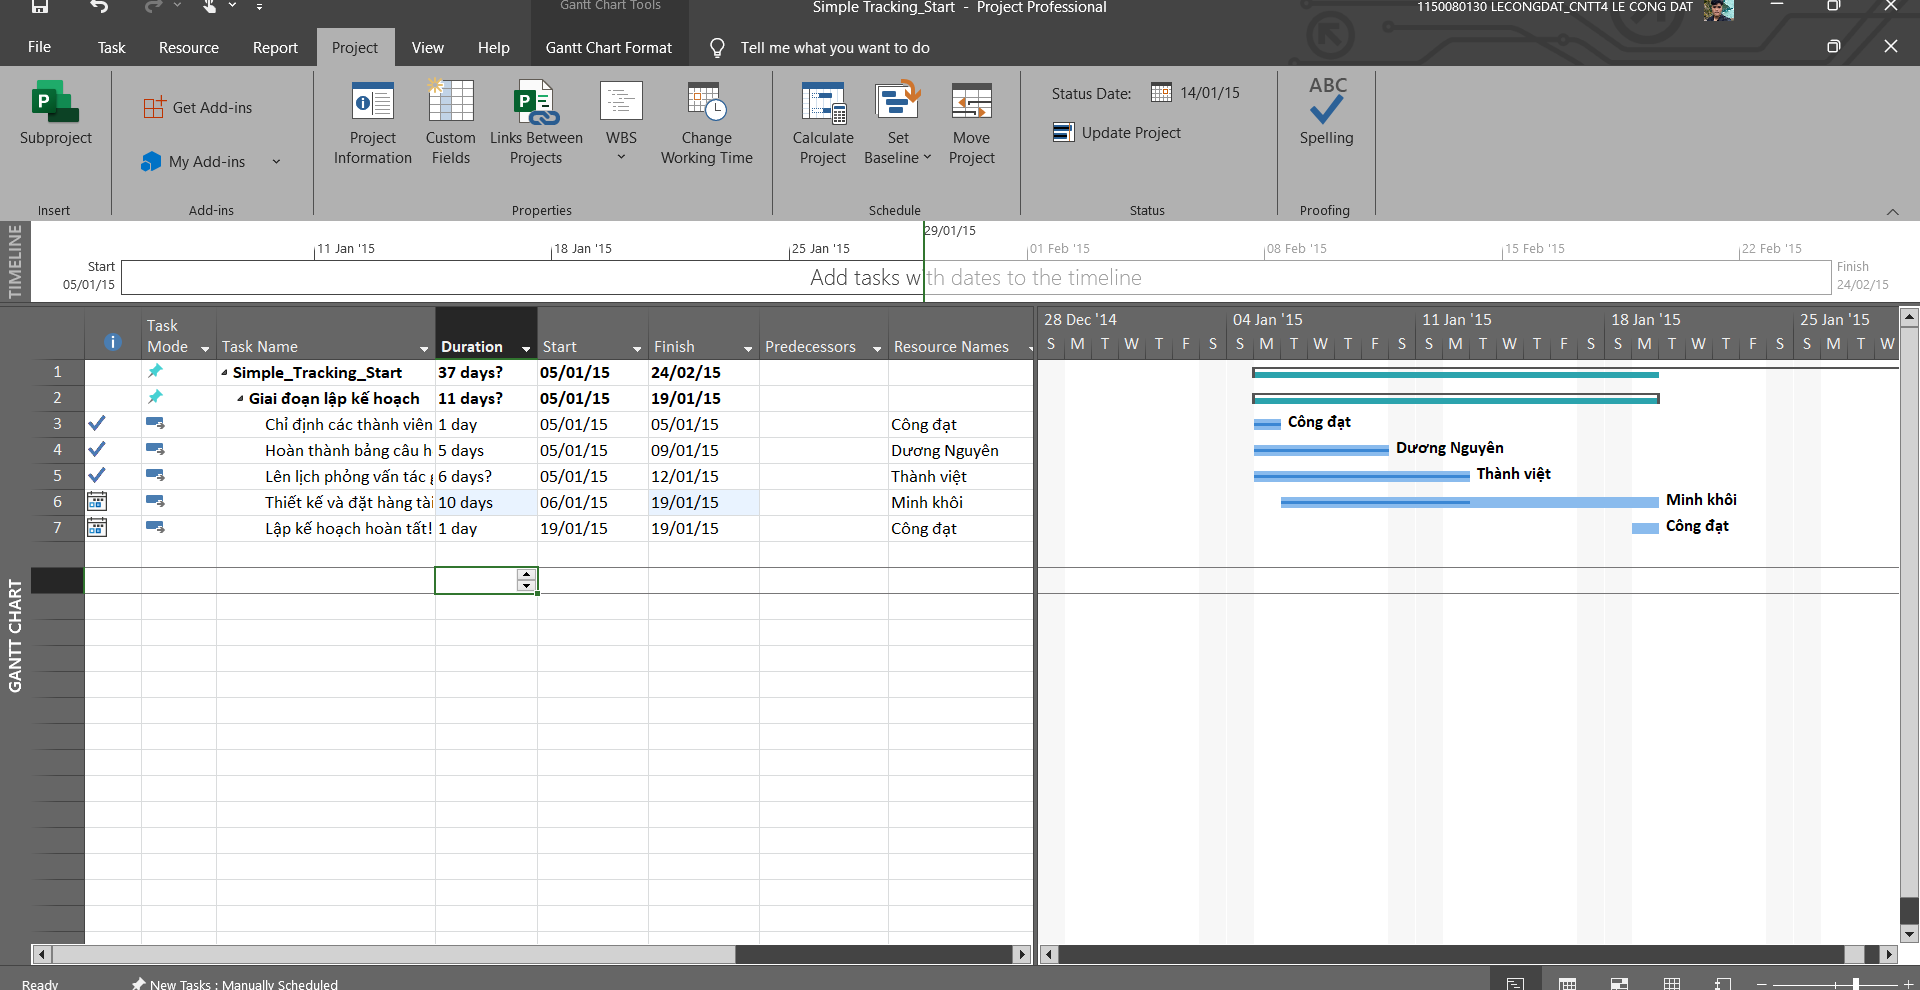 Gantt Chart Tools
Simple Tracking_Start - Project Professional
1150080130 LECONGDAT_CNTT4 LE CONG DAT
File Task Resource Report Project View Help Gantt Chart Format Tell me what you want to do
Subproject
Get Add-ins
My Add-ins
Project Information
Custom Fields
Links Between Projects
WBS
Change Working Time
Calculate Project
Set Baseline
Move Project
Status Date: 14/01/15
Update Project
ABC
Spelling
Insert Add-ins Properties Schedule Status Proofing
TIMELINE
29/01/15
11 Jan '15 18 Jan '15 25 Jan '15 01 Feb '15 08 Feb '15 15 Feb '15 22 Feb '15
Start
05/01/15
Add tasks with dates to the timeline
Finish
24/02/15
GANTT CHART
Task Mode Task Name Duration Start Finish Predecessors Resource Names
28 Dec '14 04 Jan '15 11 Jan '15 18 Jan '15 25 Jan '15
S M T W T F S S M T W T F S S M T W T F S S M T W T F S S M T W
1 Simple_Tracking_Start 37 days? 05/01/15 24/02/15
2 Giai đoạn lập kế hoạch 11 days? 05/01/15 19/01/15
3 Chỉ định các thành viên 1 day 05/01/15 05/01/15 Công đạt
4 Hoàn thành bảng câu h 5 days 05/01/15 09/01/15 Dương Nguyên
5 Lên lịch phỏng vấn tác g 6 days? 05/01/15 12/01/15 Thành việt
6 Thiết kế và đặt hàng tài 10 days 06/01/15 19/01/15 Minh khôi
7 Lập kế hoạch hoàn tất! 1 day 19/01/15 19/01/15 Công đạt
Công đạt
Dương Nguyên
Thành việt
Minh khôi
Công đạt
Ready New Tasks : Manually Scheduled